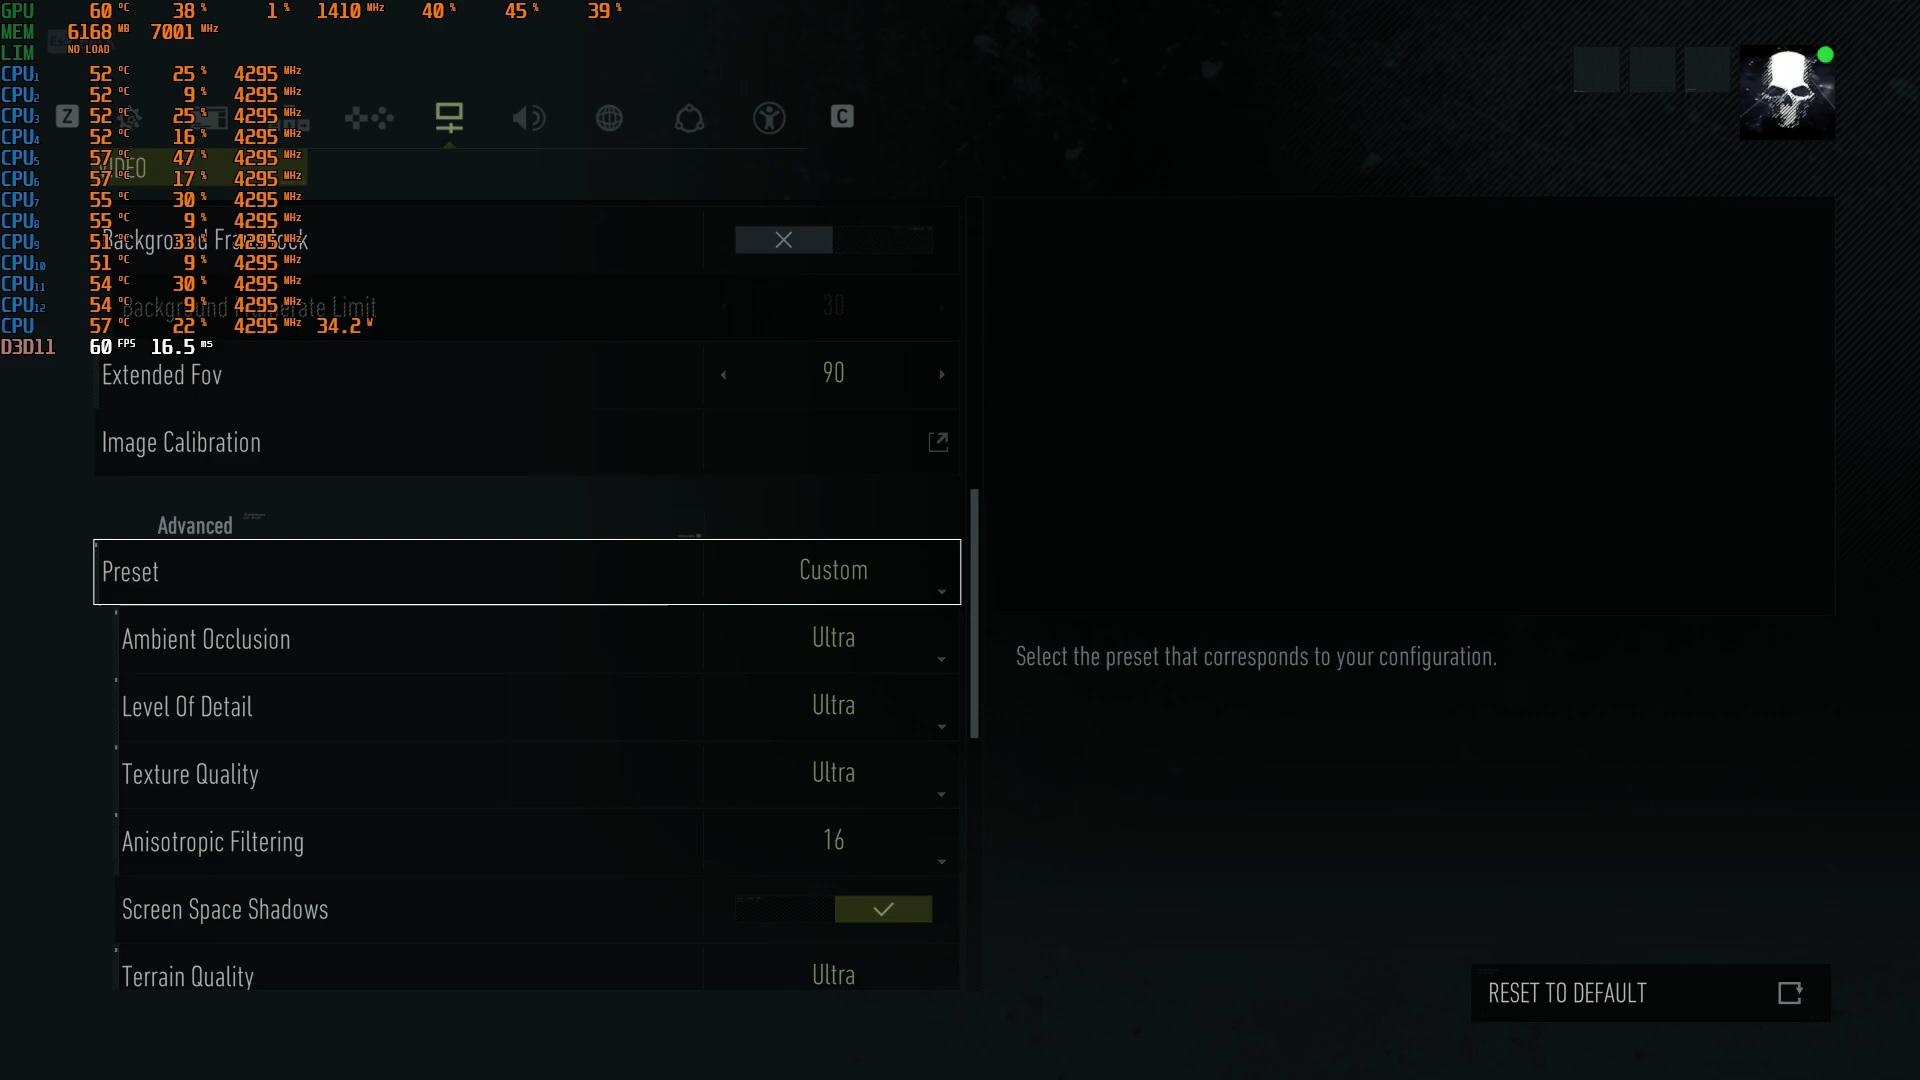 GPU 60 °C 38 % 1 % 1410 MHz 40 % 45 % 39 %
MEM 6168 MB 7001 MHz
LIM NO LOAD
CPU1 52 °C 25 % 4295 MHz
CPU2 52 °C 9 % 4295 MHz
CPU3 52 °C 25 % 4295 MHz
Z
C
CPU4 52 °C 16 % 4295 MHz
CPU5 57 °C 47 % 4295 MHz
VIDEO
CPU6 57 °C 17 % 4295 MHz
CPU7 55 °C 30 % 4295 MHz
CPU8 55 °C 9 % 4295 MHz
CPU9 51 °C 33 % 4295 MHz
Background
CPU10 51 °C 9 % 4295 MHz
CPU11 54 °C 30 % 4295 MHz
CPU12 54 °C 9 % 4295 MHz
Background Framerate Limit 30
CPU 57 °C 22 % 4295 MHz 34.2 W
D3D11 60 FPS 16.5 ms
Extended Fov 90
Image Calibration
Advanced
Preset Custom
Ambient Occlusion Ultra
Select the preset that corresponds to your configuration.
Level Of Detail Ultra
Texture Quality Ultra
Anisotropic Filtering 16
Screen Space Shadows
Terrain Quality Ultra
RESET TO DEFAULT